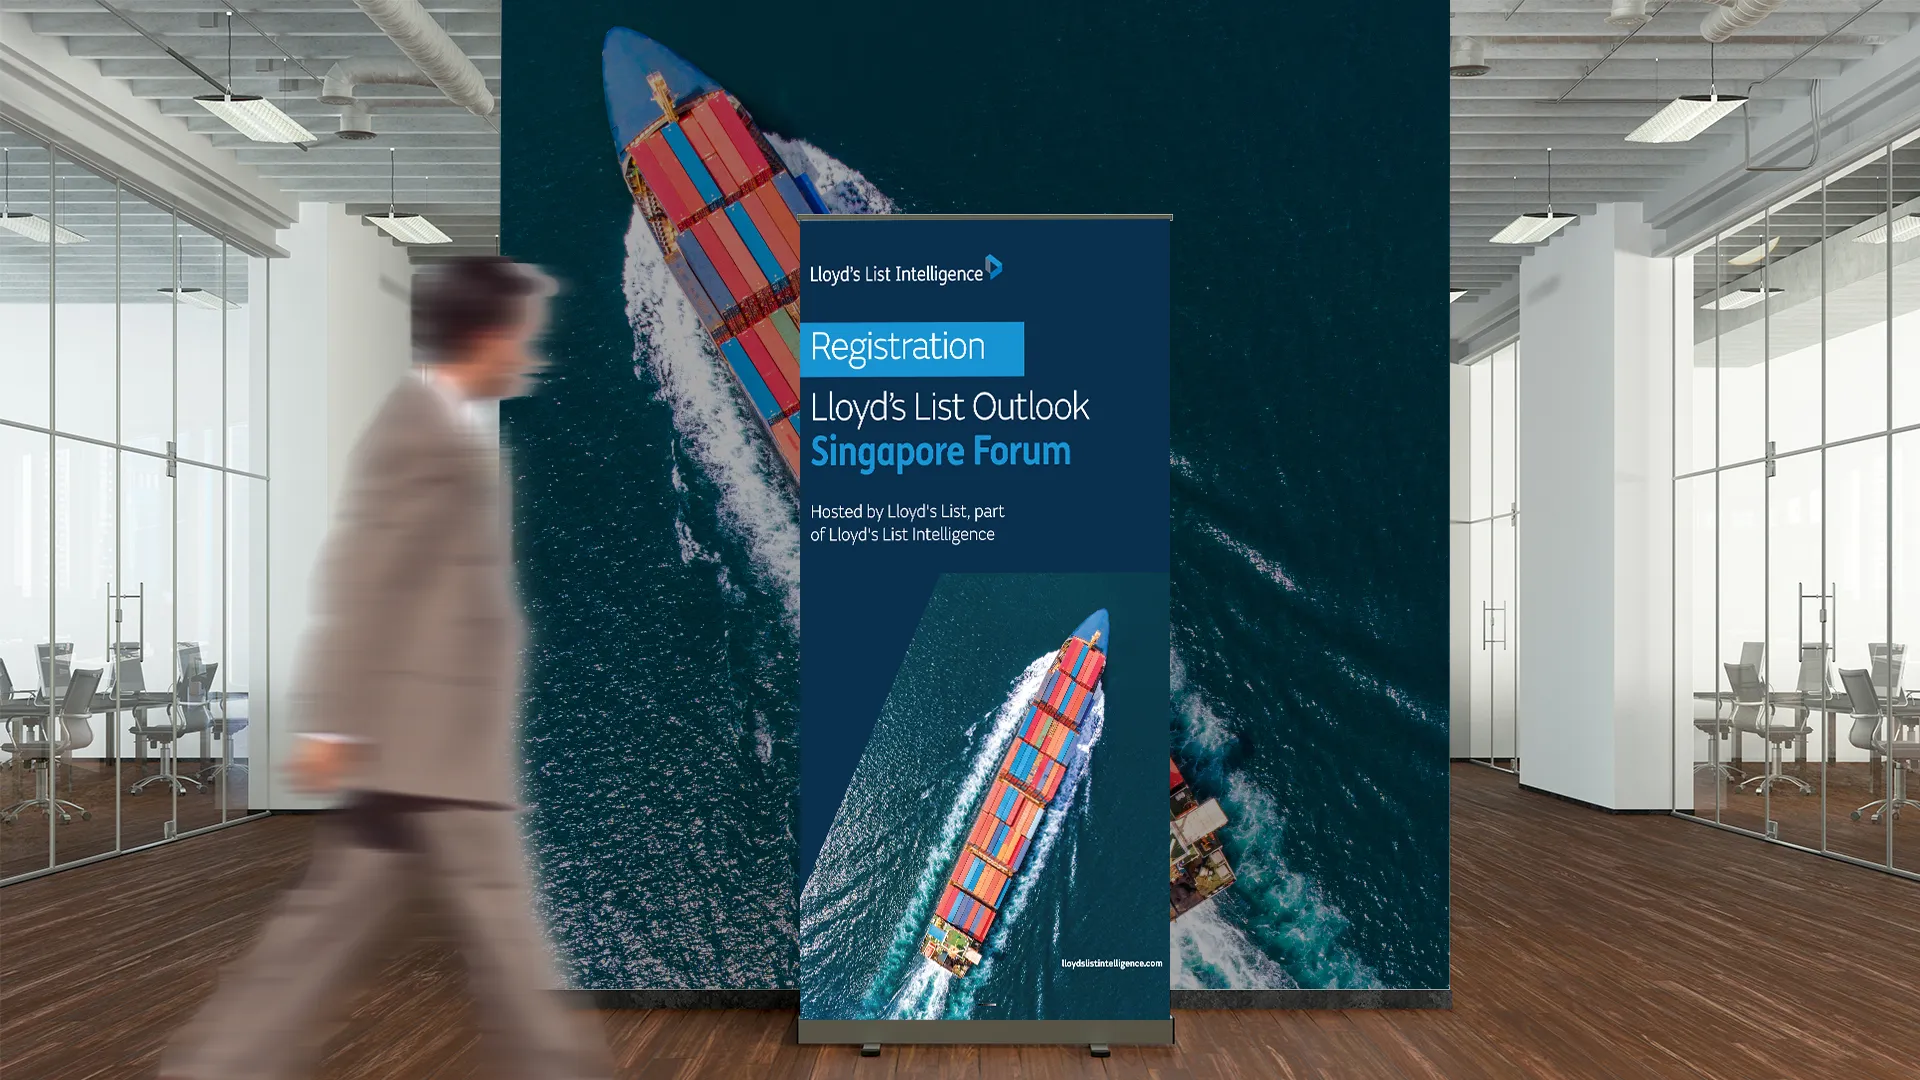 Lloyd's List Intelligence
Registration
Lloyd's List Outlook
Singapore Forum
Hosted by Lloyd's List, part
of Lloyd's List Intelligence
lloydslistintelligence.com